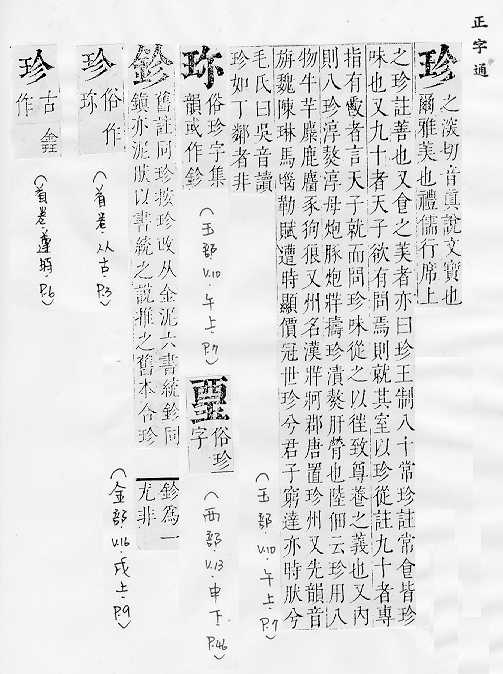 正字通
珍 之淡切音真說文寶也
爾雅美也禮儒行席上
之珍註善也又食之美者亦曰珍王制八十常珍註常食皆珍
味也又九十者天子欲有問焉則就其室以珍從註九十者專
指有爵者言天子就而問珍味從之以徃致尊養之義也又內
則八珍淳熬淳母炮豚炮牂擣珍漬熬肝膋也陸佃云珍用八
物牛羊麋鹿麕豕狗狼又州名漢牂牁郡唐置珍州又先韻音
旃魏陳琳馬惱勒賦遭時顯價冠世珍兮君子窮達亦時肰兮
毛氏曰吳音讀
珍如丁鄰者非
(玉部 V.10·午上·P.7)
珎 俗珍字集
韻或作鉁
(玉部 V.10·午上·P.7)
俗珍
字
(西部 V.13·申下 P.46)
鉁 舊註同珍按珍攺从金泥六書統鉁同
鎮亦泥肰以書統之說推之舊本合珍
鉁為一
尤非
(金部 V.16·戌上·P.9)
珍 俗作
珎
(首卷·从古·P.3)
珍 古
作
(首卷 遵時 P.6)